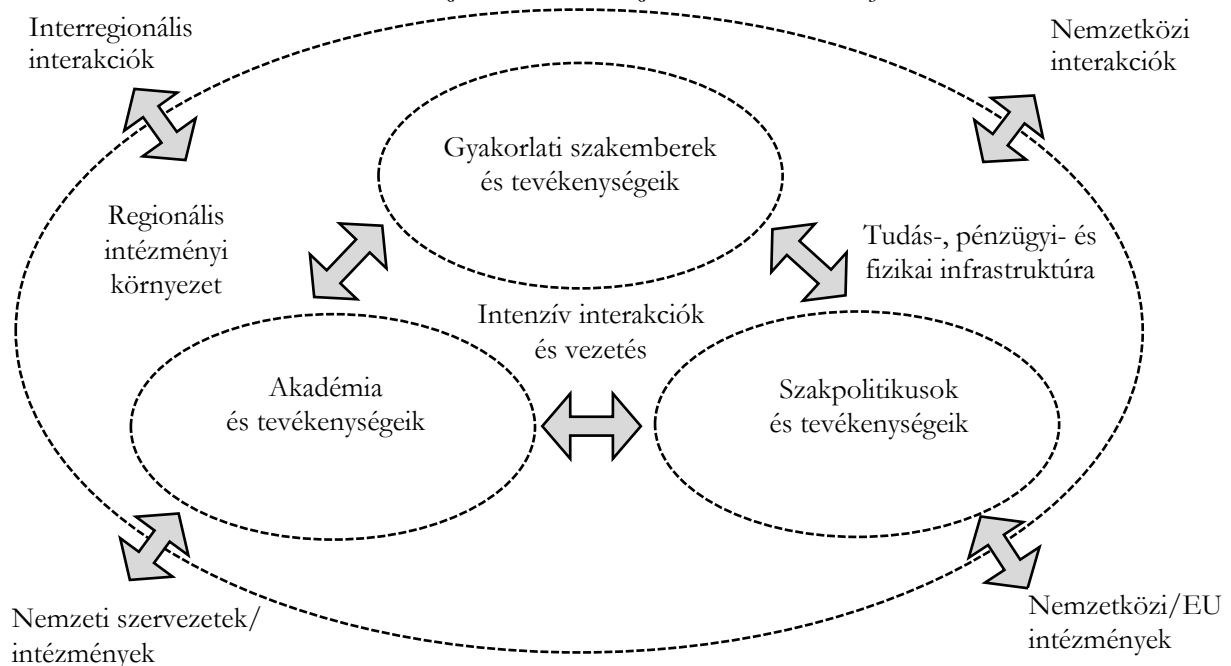 Interregionális
interakciók
Nemzetközi
interakciók
Gyakorlati szakemberek
és tevékenységeik
Regionális
intézményi
környezet
Tudás-, pénzügyi- és
fizikai infrastruktúra
Intenzív interakciók
és vezetés
Akadémia
és tevékenységeik
Szakpolitikusok
és tevékenységeik
Nemzeti szervezetek/
intézmények
Nemzetközi/EU
intézmények